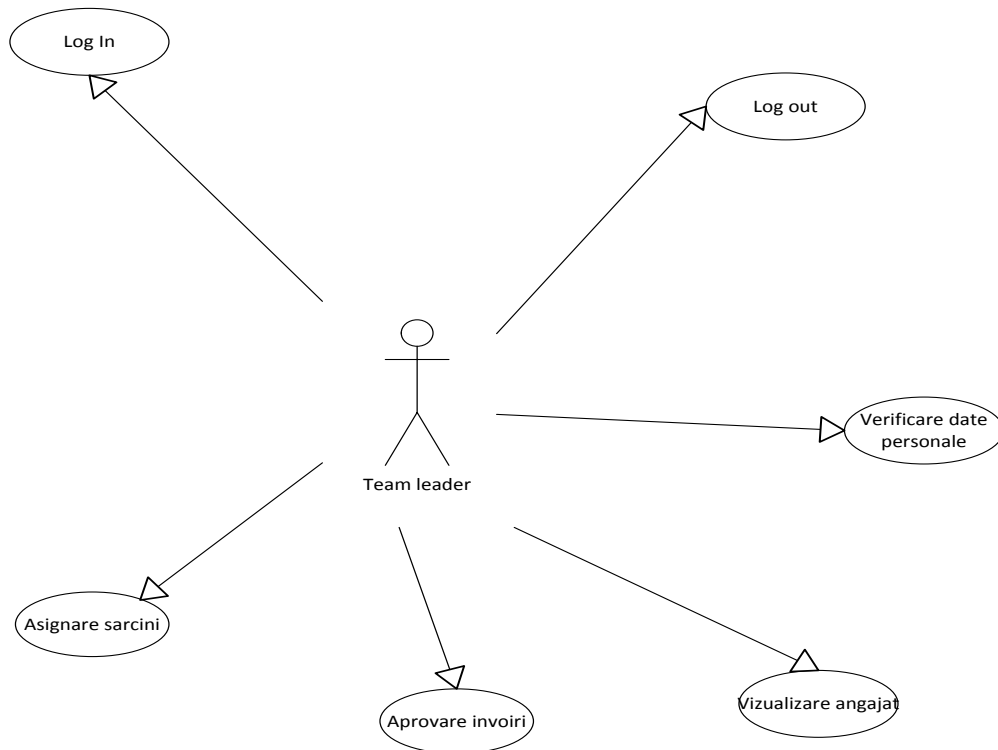 Log In
Log out
Verificare date
personale
Team leader
Asignare sarcini
Vizualizare angajat
Aprovare invoiri